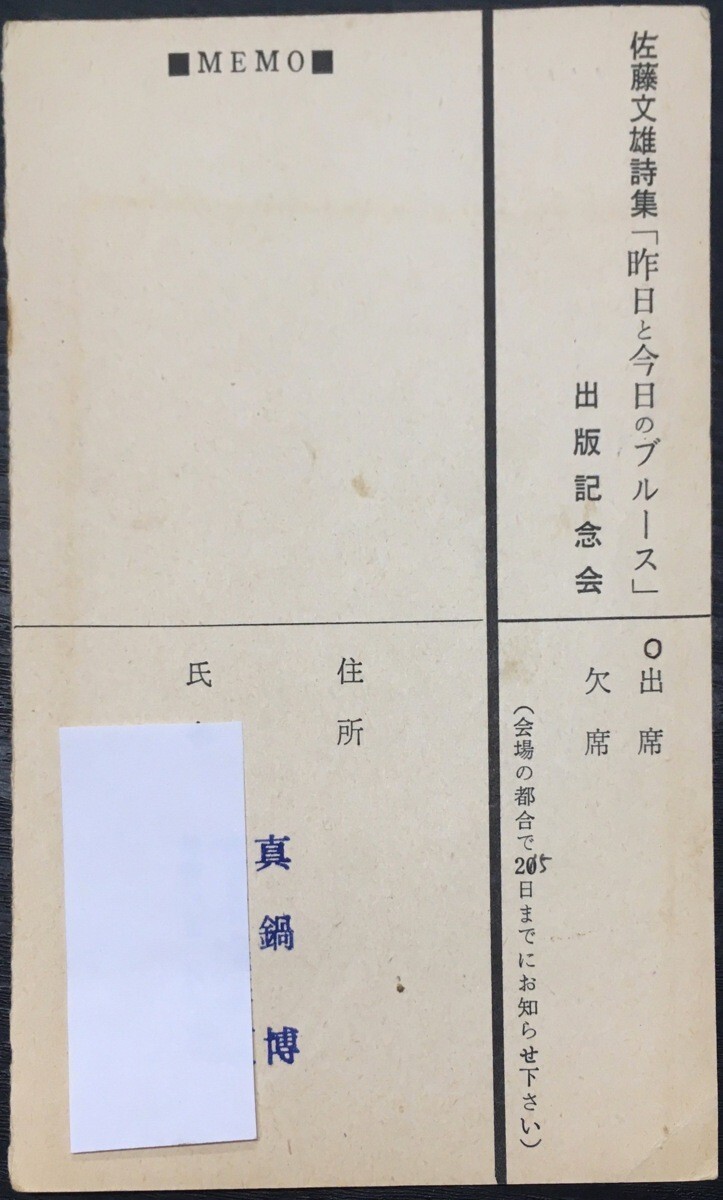 佐藤文雄詩集「昨日と今日のブルース」
出版記念会
出席
欠席
(会場の都合で25日までにお知らせ下さい)
■MEMO■
住所
氏
真鍋博